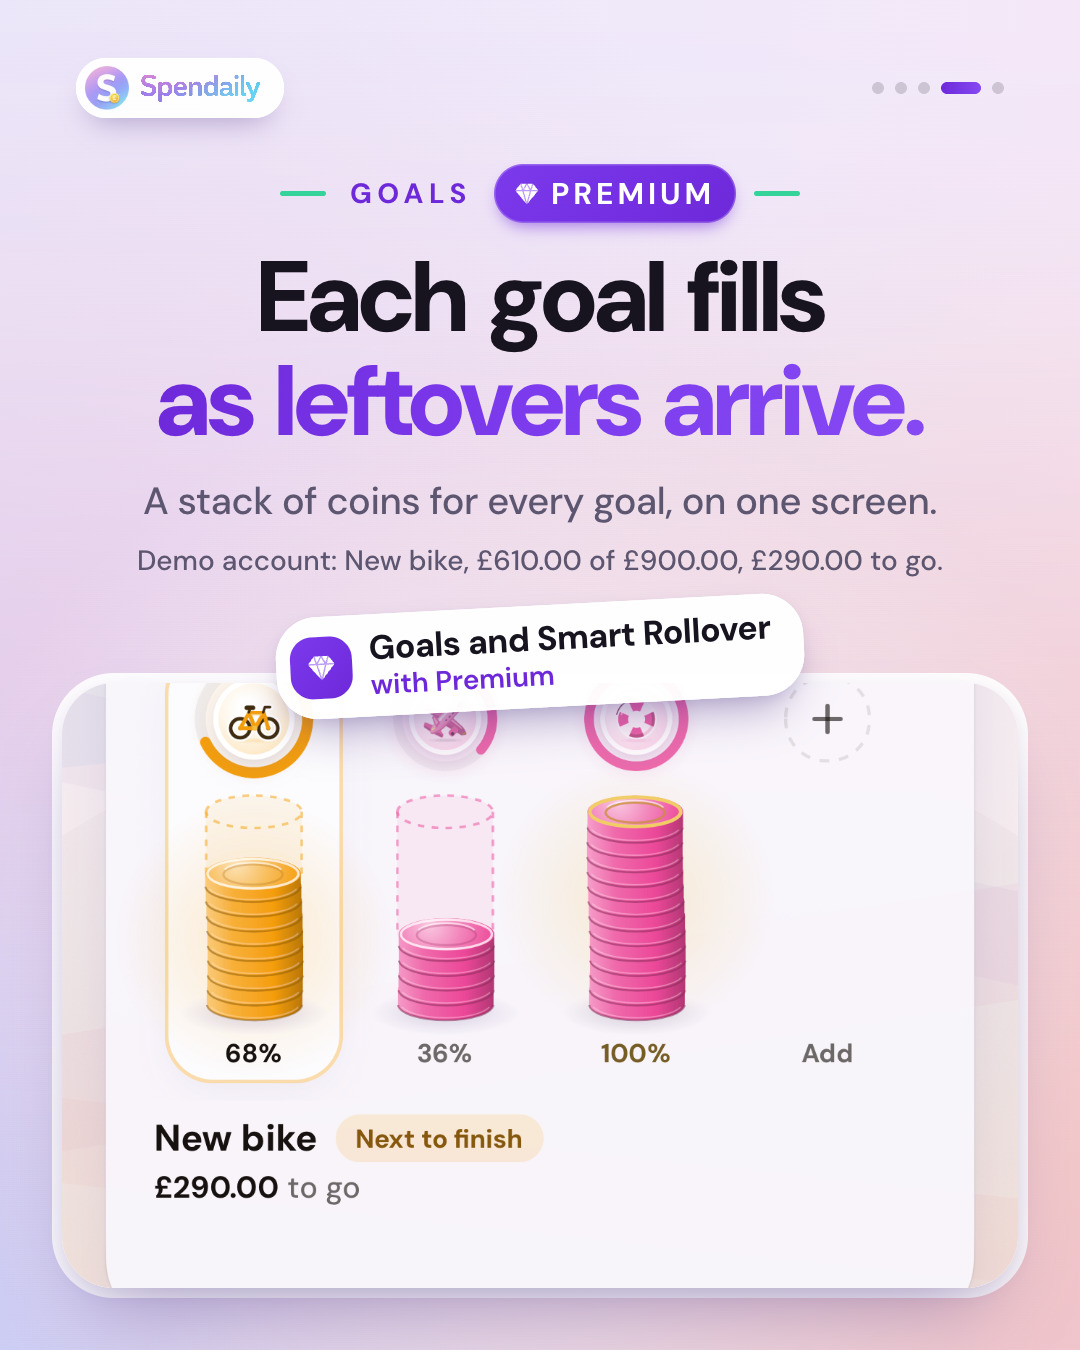 Spendaily
GOALS
PREMIUM
Each goal fills
as leftovers arrive.
A stack of coins for every goal, on one screen.
Demo account: New bike, £610.00 of £900.00, £290.00 to go.
Goals and Smart Rollover
with Premium
68%
36%
100%
Add
New bike
Next to finish
£290.00 to go